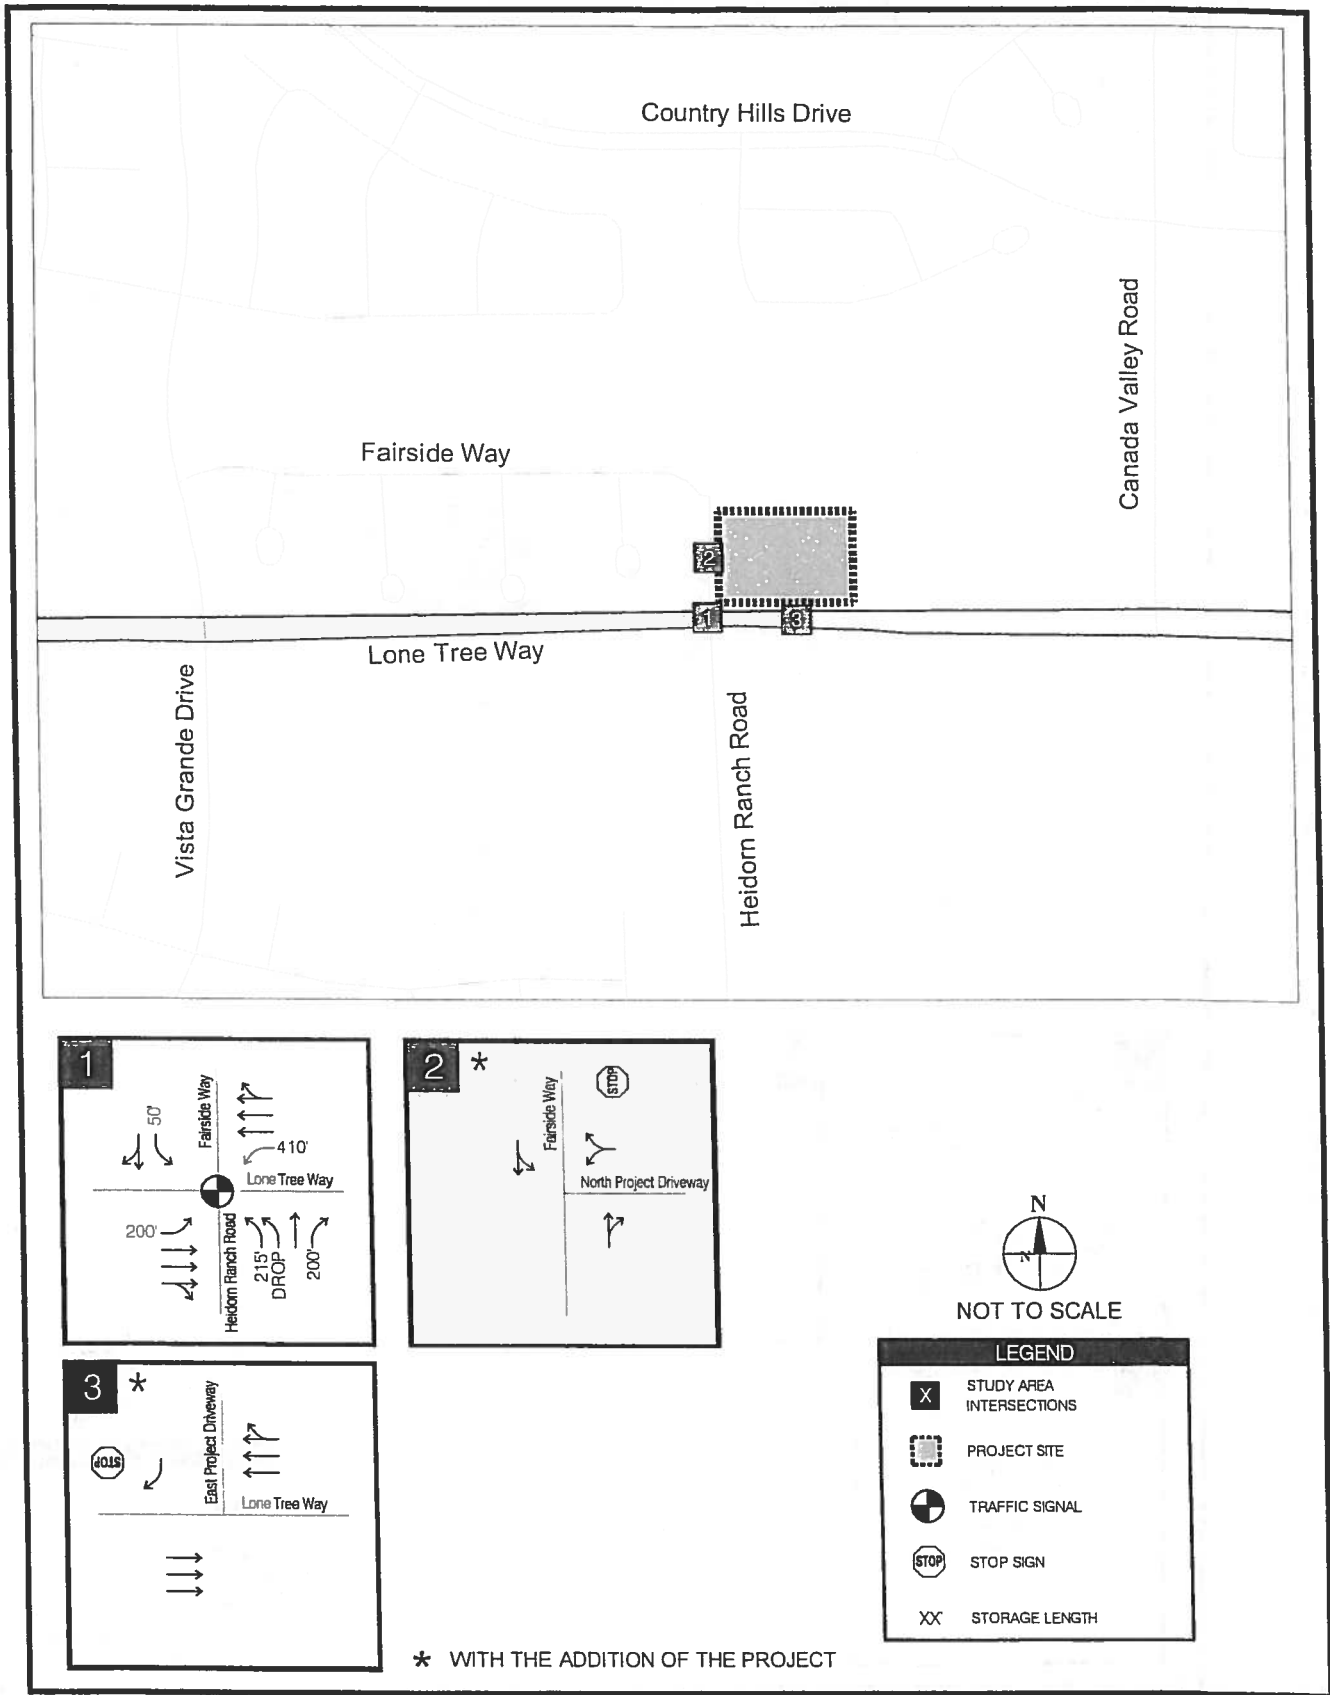 Country Hills Drive
Canada Valley Road
Fairside Way
2
1
3
Lone Tree Way
Vista Grande Drive
Heidorn Ranch Road
1
50'
Fairside Way
410'
Lone Tree Way
200'
Heidorn Ranch Road
215'
DROP
200'
2
*
STOP
Fairside Way
North Project Driveway
3
*
STOP
East Project Driveway
Lone Tree Way
N
NOT TO SCALE
LEGEND
X
STUDY AREA
INTERSECTIONS
PROJECT SITE
TRAFFIC SIGNAL
STOP
STOP SIGN
XX'
STORAGE LENGTH
* WITH THE ADDITION OF THE PROJECT